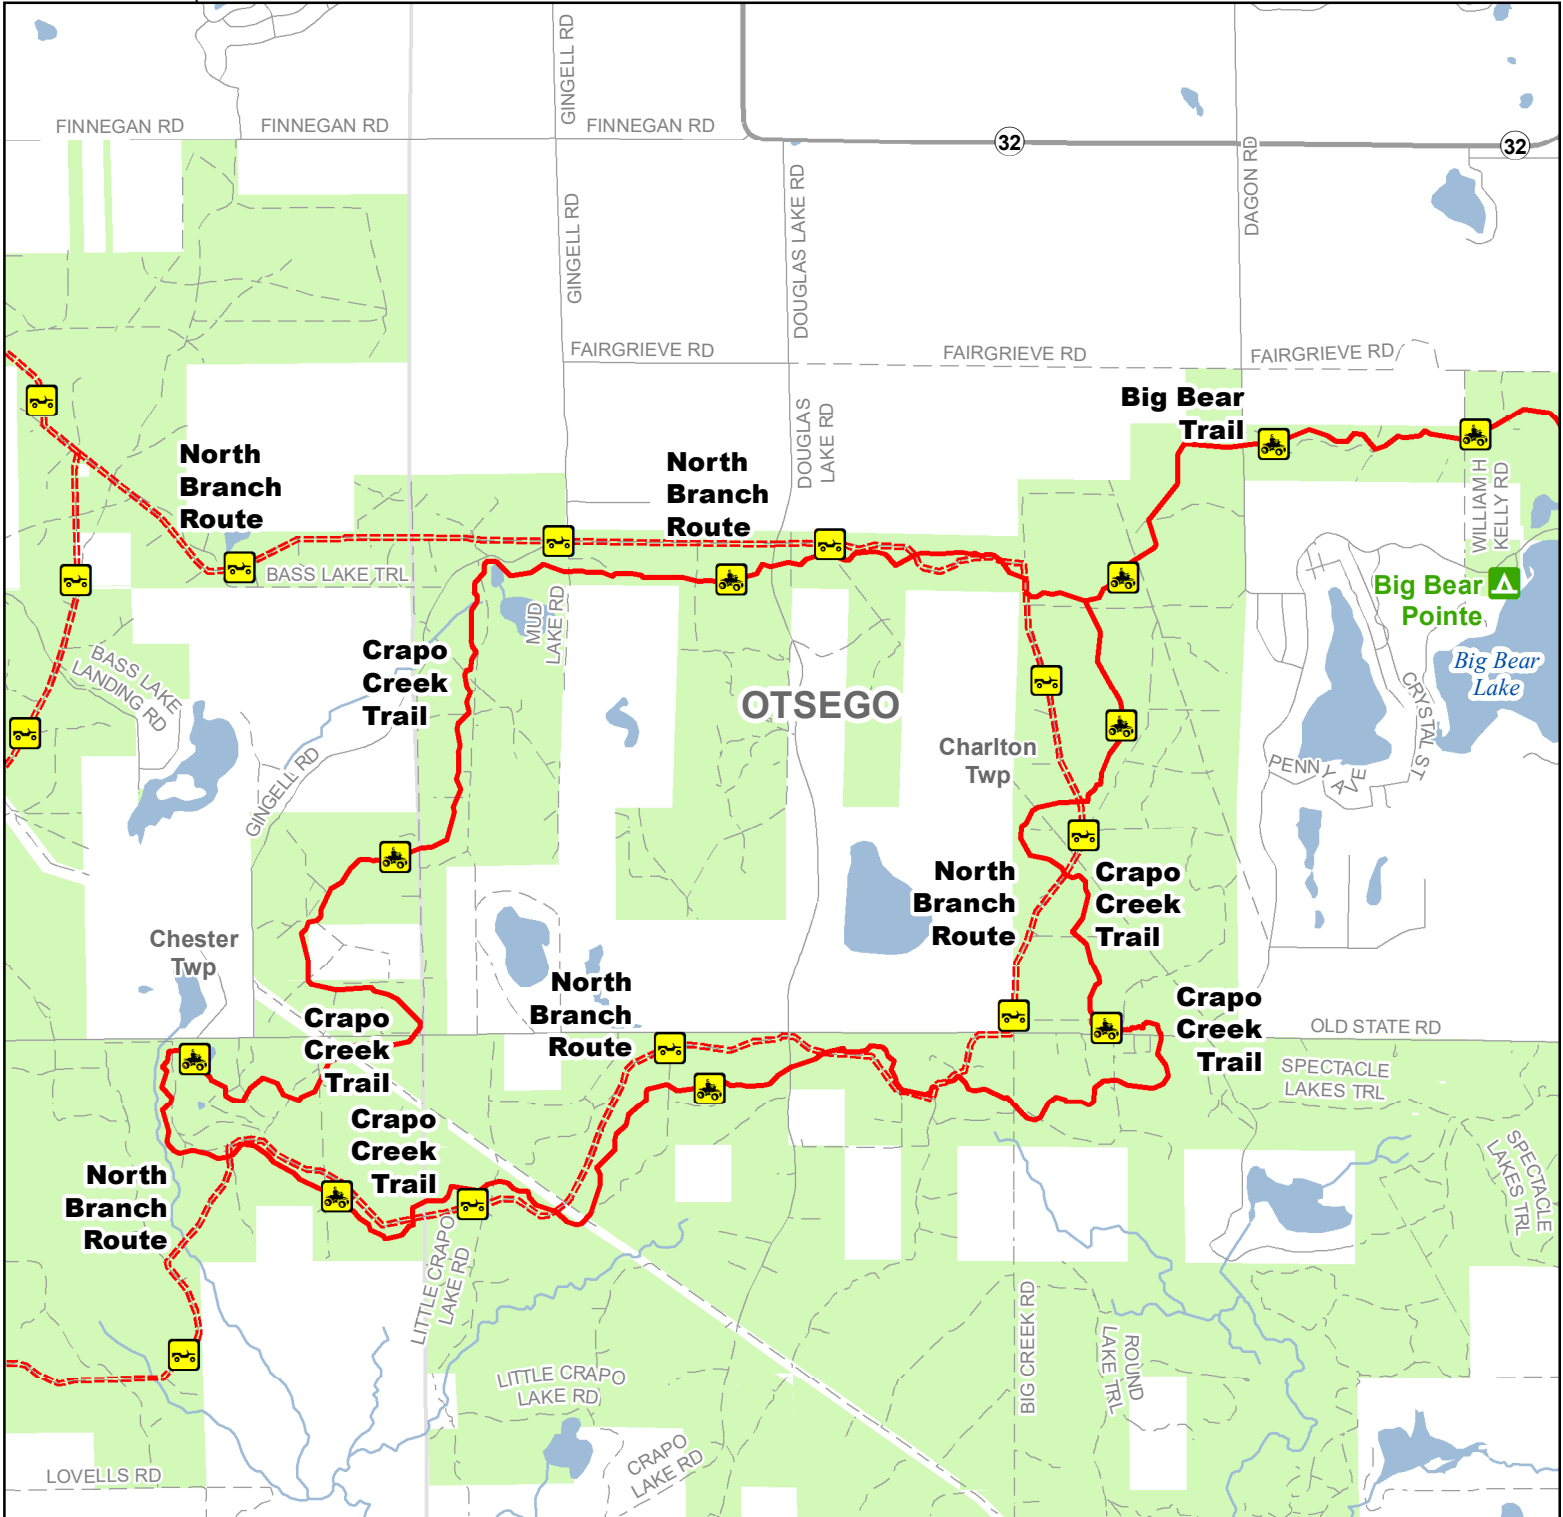 GINGELL RD
FINNEGAN RD
FINNEGAN RD
FINNEGAN RD
32
32
DAGON RD
GINGELL RD
DOUGLAS LAKE RD
FAIRGRIEVE RD
FAIRGRIEVE RD
FAIRGRIEVE RD
Big Bear
Trail
DOUGLAS
LAKE RD
North
Branch
Route
North
Branch
Route
WILLIAM H
KELLY RD
BASS LAKE TRL
Big Bear
Pointe
MUD
LAKE RD
Crapo
Creek
Trail
BASS LAKE
LANDING RD
Big Bear
Lake
OTSEGO
CRYSTAL ST
Charlton
Twp
PENNY AVE
GINGELL RD
North
Branch
Route
Crapo
Creek
Trail
Chester
Twp
North
Branch
Route
Crapo
Creek
Trail
Crapo
Creek
Trail
OLD STATE RD
SPECTACLE
LAKES TRL
Crapo
Creek
Trail
SPECTACLE
LAKES TRL
North
Branch
Route
LITTLE CRAPO
LAKE RD
BIG CREEK RD
ROUND
LAKE TRL
LITTLE CRAPO
LAKE RD
CRAPO
LAKE RD
LOVELLS RD